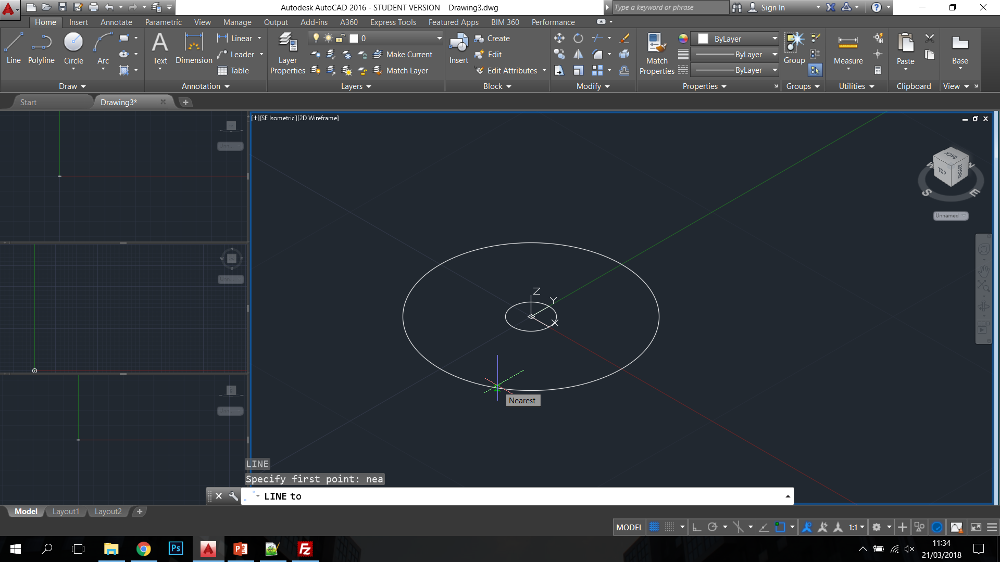 Autodesk AutoCAD 2016 - STUDENT VERSION Drawing3.dwg
Type a keyword or phrase
Sign In
Home Insert Annotate Parametric View Manage Output Add-ins A360 Express Tools Featured Apps BIM 360 Performance
Line Polyline Circle Arc
Draw
Text Dimension
Linear
Leader
Table
Annotation
Layer Properties
0
Make Current
Match Layer
Layers
Insert
Create
Edit
Edit Attributes
Block
Modify
Match Properties
ByLayer
ByLayer
ByLayer
Properties
Group
Groups
Measure
Utilities
Paste
Clipboard
Base
View
Start Drawing3*
[+][SE Isometric][2D Wireframe]
BACK
TOP
RIGHT
W N
S E
Unnamed
N
W E
S
Z
Y
X
Nearest
LINE
Specify first point: nea
LINE to
Model Layout1 Layout2
MODEL 1:1
Ps
11:34
21/03/2018